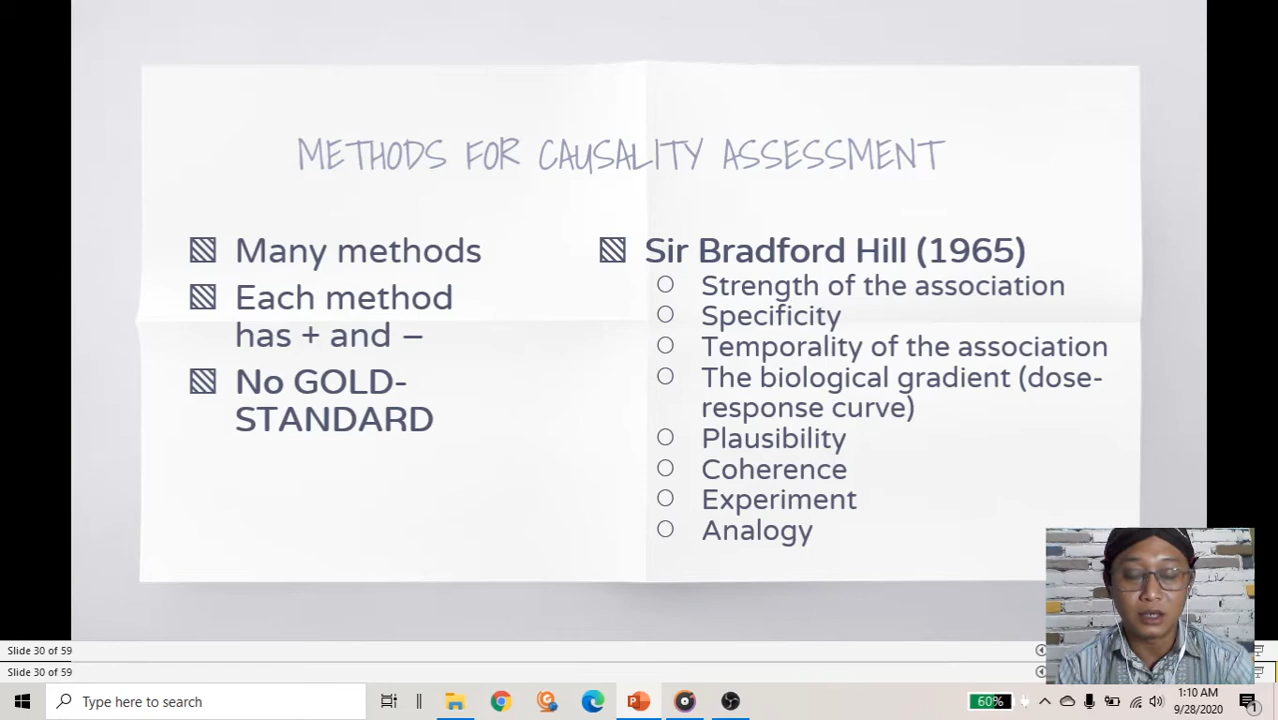 METHODS FOR CAUSALITY ASSESSMENT
Many methods
Each method
has + and –
No GOLD-
STANDARD
Sir Bradford Hill (1965)
Strength of the association
Specificity
Temporality of the association
The biological gradient (dose-
response curve)
Plausibility
Coherence
Experiment
Analogy
Slide 30 of 59
Slide 30 of 59
Type here to search
60%
1:10 AM
9/28/2020
1